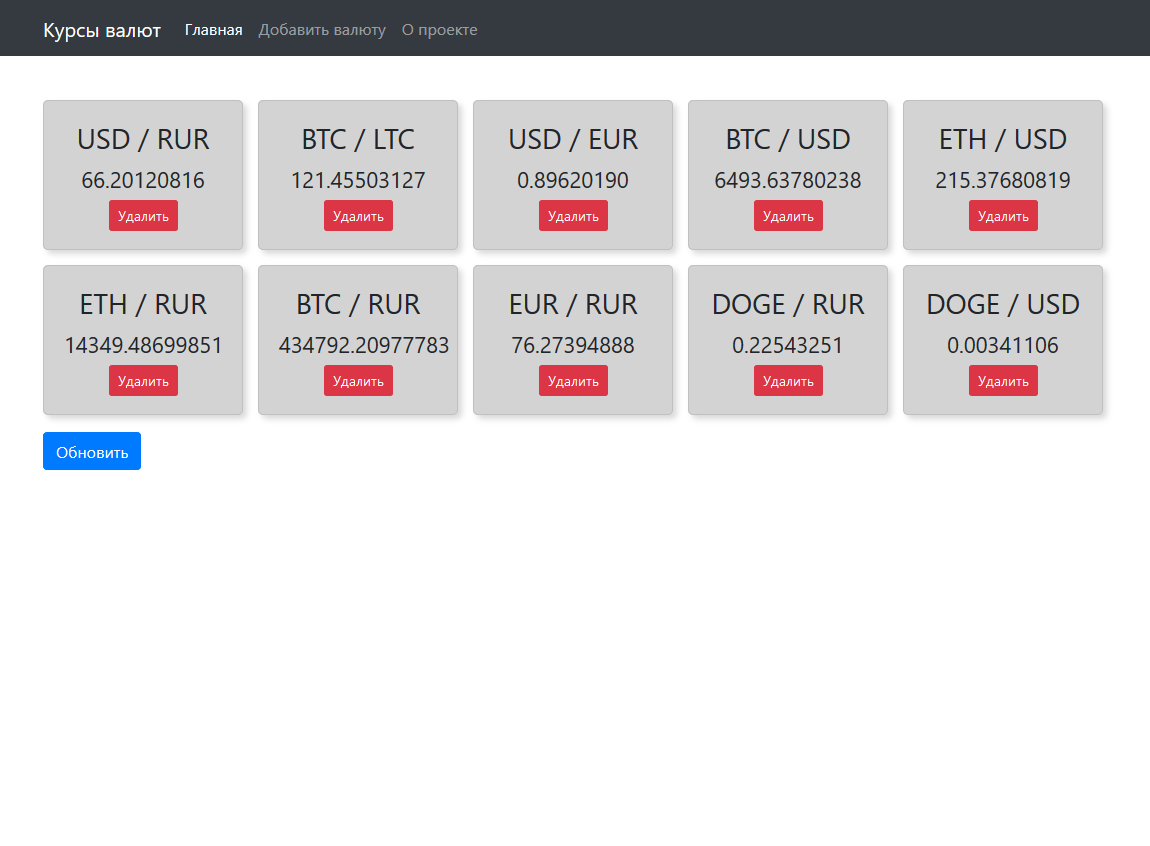 Курсы валют Главная Добавить валюту О проекте
USD / RUR
66.20120816
Удалить
BTC / LTC
121.45503127
Удалить
USD / EUR
0.89620190
Удалить
BTC / USD
6493.63780238
Удалить
ETH / USD
215.37680819
Удалить
ETH / RUR
14349.48699851
Удалить
BTC / RUR
434792.20977783
Удалить
EUR / RUR
76.27394888
Удалить
DOGE / RUR
0.22543251
Удалить
DOGE / USD
0.00341106
Удалить
Обновить